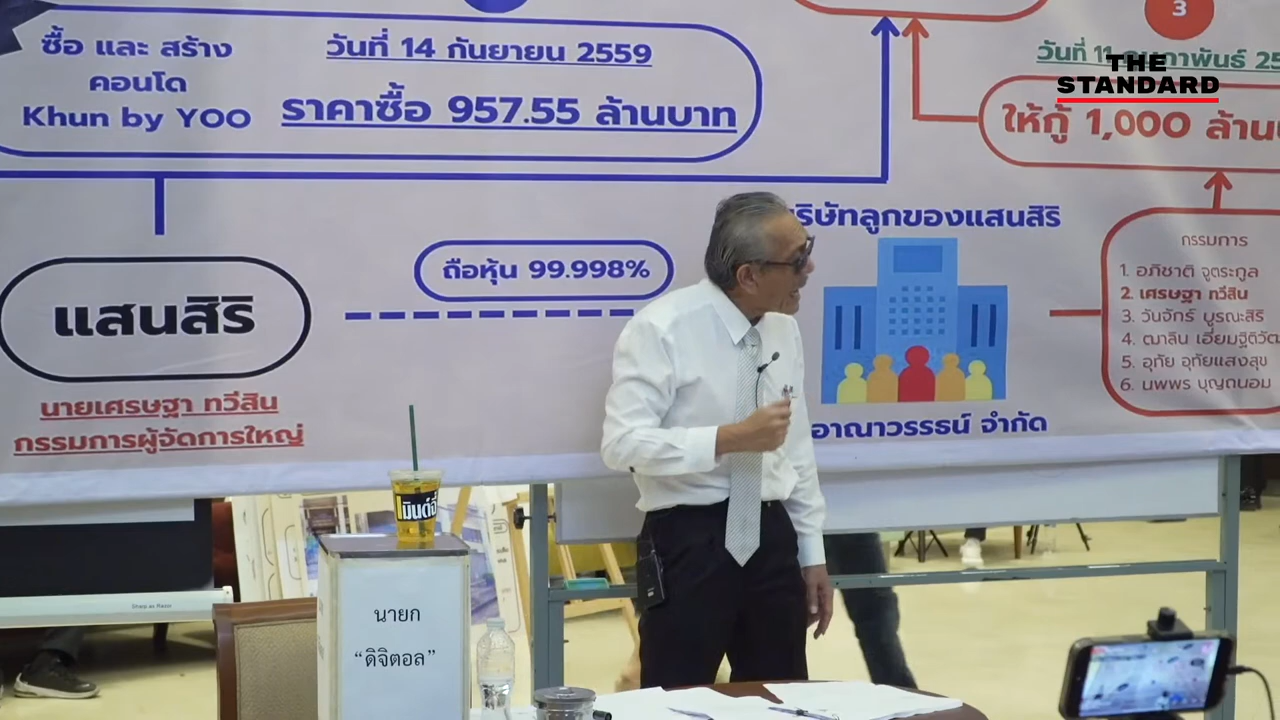 ซื้อ และ สร้าง
คอนโด
Khun by YOO
วันที่ 14 กันยายน 2559
ราคาซื้อ 957.55 ล้านบาท
3
THE
STANDARD
ให้กู้ 1,000
แสนสิริ
นายเศรษฐา ทวีสิน
กรรมการผู้จัดการใหญ่
ถือหุ้น 99.998%
บริษัทลูกของแสนสิริ
อาณาวรรธน์ จำกัด
กรรมการ
1. อภิชาติ จูตระกูล
2. เศรษฐา ทวีสิน
3. วันจักร์ บูรณะสิริ
4. ฒาลิน เอี่ยมฐิติวัฒ
5. อุทัย อุทัยแสงสุข
6. นพพร บุญถนอม
นายก
“ดิจิตอล”